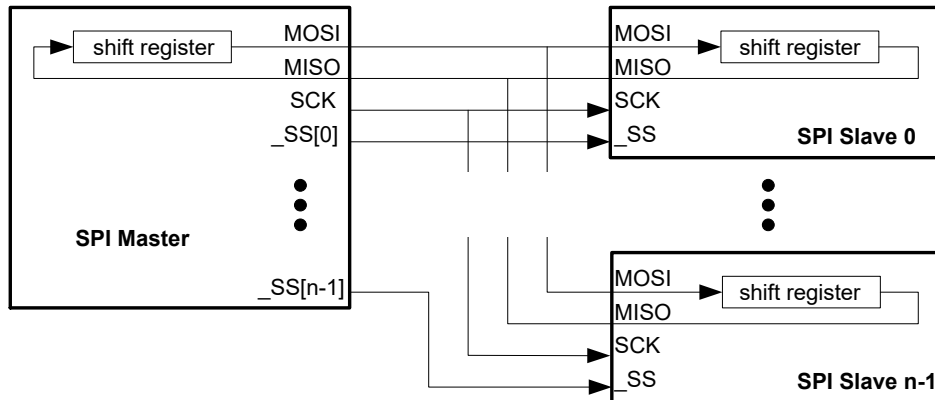 shift register
MOSI
MISO
SCK
_SS[0]
SPI Master
_SS[n-1]
MOSI
shift register
MISO
SCK
_SS
SPI Slave 0
MOSI
shift register
MISO
SCK
_SS
SPI Slave n-1